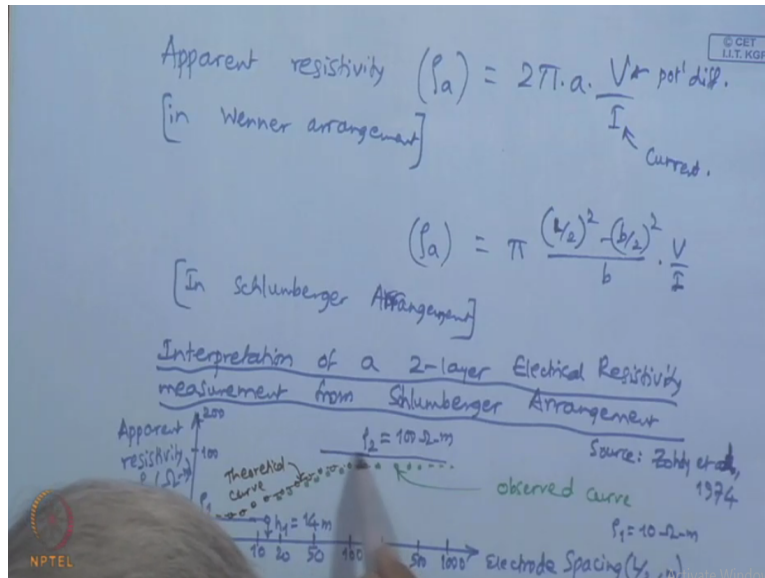 © CET
I.I.T. KGP
Apparent resistivity (ρa) = 2π.a. V/I ← pot' diff.
[in Wenner arrangement]
Current.
(ρa) = π ((L/2)² - (b/2)²)/b . V/I
[In Schlumberger Arrangement]
Interpretation of a 2-layer Electrical Resistivity
measurement from Schlumberger Arrangement
200
Apparent
resistivity
100
ρ2 = 100 Ω-m
Source: Zohdy et al,
1974
Theoretical
curve
observed curve
ρ1
h1 = 14 m
ρ1 = 10 Ω-m
10 20 50 100 500 1000
Electrode Spacing
NPTEL